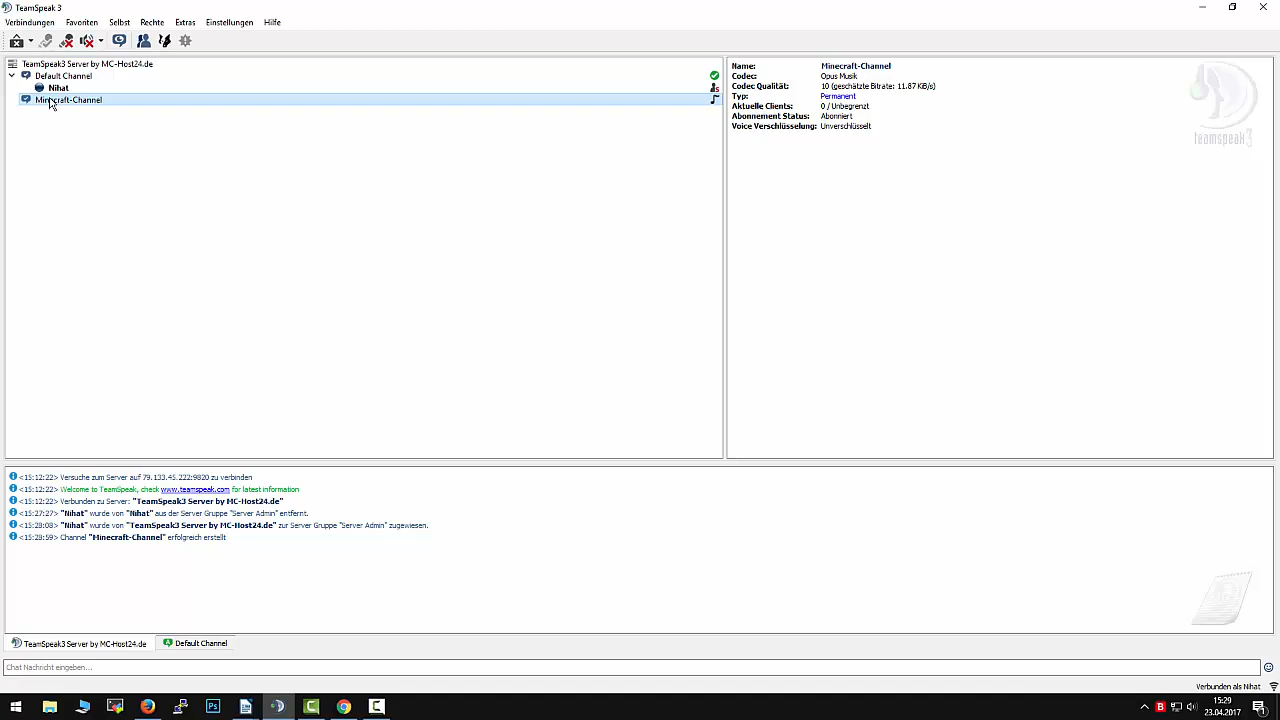 TeamSpeak 3
Verbindungen Favoriten Selbst Rechte Extras Einstellungen Hilfe
TeamSpeak3 Server by MC-Host24.de
Default Channel
Nihat
Minecraft-Channel
Name: Minecraft-Channel
Codec: Opus Musik
Codec Qualität: 10 (geschätzte Bitrate: 11.87 KiB/s)
Typ: Permanent
Aktuelle Clients: 0 / Unbegrenzt
Abonnement Status: Abonniert
Voice Verschlüsselung: Unverschlüsselt
teamspeak3
<15:12:22> Versuche zum Server auf 79.133.45.222:9820 zu verbinden
<15:12:22> Welcome to TeamSpeak, check www.teamspeak.com for latest information
<15:12:22> Verbunden zu Server: "TeamSpeak3 Server by MC-Host24.de"
<15:27:27> "Nihat" wurde von "Nihat" aus der Server Gruppe "Server Admin" entfernt.
<15:28:08> "Nihat" wurde von "TeamSpeak3 Server by MC-Host24.de" zur Server Gruppe "Server Admin" zugewiesen.
<15:28:59> Channel "Minecraft-Channel" erfolgreich erstellt
TeamSpeak3 Server by MC-Host24.de Default Channel
Chat Nachricht eingeben...
Verbunden als Nihat
15:29
23.04.2017